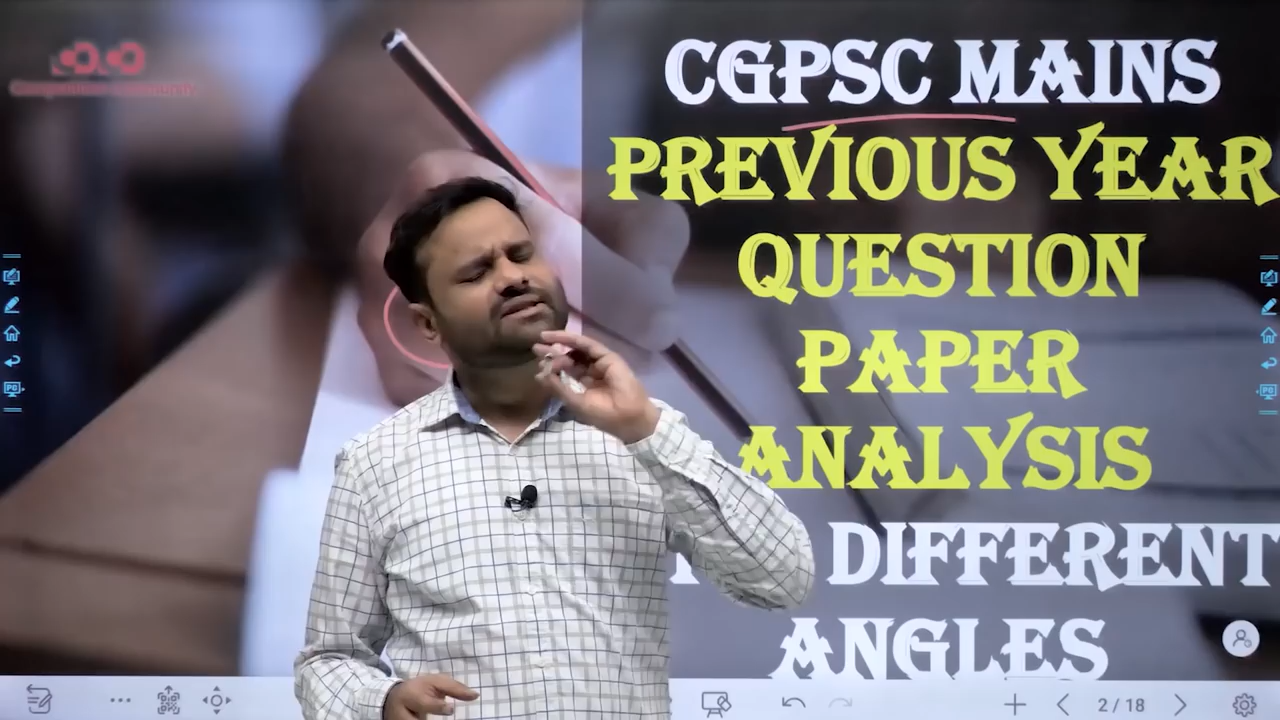 CGPSC MAINS
PREVIOUS YEAR
QUESTION
PAPER
ANALYSIS
DIFFERENT
ANGLES
2 / 18